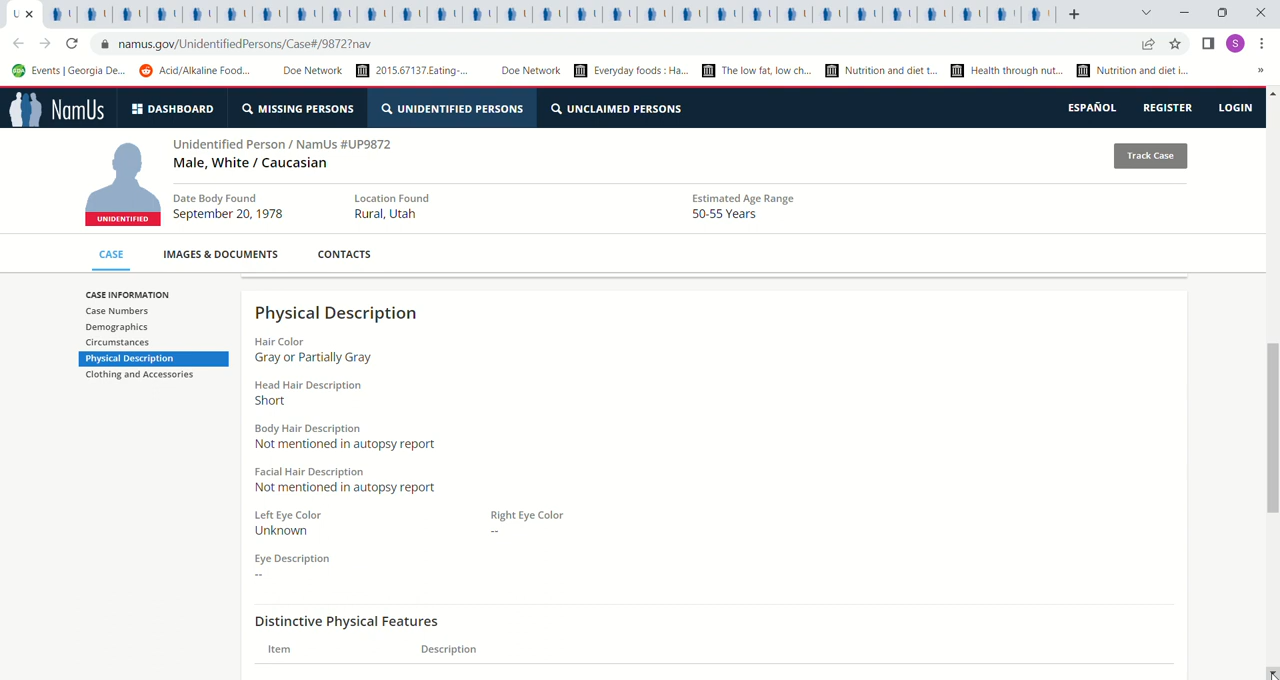 namus.gov/UnidentifiedPersons/Case#/9872?nav
S
Events | Georgia De...
Acid/Alkaline Food...
Doe Network
2015.67137.Eating-...
Doe Network
Everyday foods : Ha...
The low fat, low ch...
Nutrition and diet t...
Health through nut...
Nutrition and diet i...
»
NamUs
DASHBOARD
MISSING PERSONS
UNIDENTIFIED PERSONS
UNCLAIMED PERSONS
ESPAÑOL
REGISTER
LOGIN
Unidentified Person / NamUs #UP9872
Male, White / Caucasian
Track Case
UNIDENTIFIED
Date Body Found
September 20, 1978
Location Found
Rural, Utah
Estimated Age Range
50-55 Years
CASE
IMAGES & DOCUMENTS
CONTACTS
CASE INFORMATION
Case Numbers
Demographics
Circumstances
Physical Description
Clothing and Accessories
Physical Description
Hair Color
Gray or Partially Gray
Head Hair Description
Short
Body Hair Description
Not mentioned in autopsy report
Facial Hair Description
Not mentioned in autopsy report
Left Eye Color
Unknown
Right Eye Color
--
Eye Description
--
Distinctive Physical Features
Item
Description